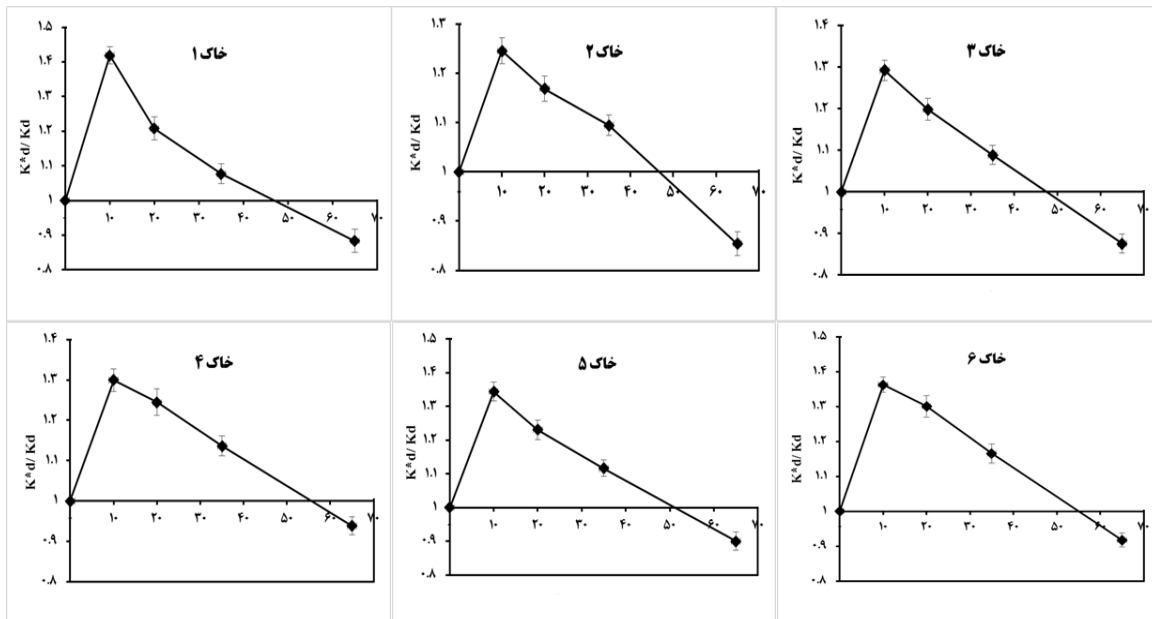 خاک ۱
K*d/ Kd
۱.۵
۱.۴
۱.۳
۱.۲
۱.۱
۱
۰.۹
۰.۸
۱۰ ۲۰ ۳۰ ۴۰ ۵۰ ۶۰ ۷۰
خاک ۲
K*d/ Kd
۱.۳
۱.۲
۱.۱
۱
۰.۹
۰.۸
۱۰ ۲۰ ۳۰ ۴۰ ۵۰ ۶۰ ۷۰
خاک ۳
K*d/ Kd
۱.۴
۱.۳
۱.۲
۱.۱
۱
۰.۹
۰.۸
۱۰ ۲۰ ۳۰ ۴۰ ۵۰ ۶۰ ۷۰
خاک ۴
K*d/ Kd
۱.۴
۱.۳
۱.۲
۱.۱
۱
۰.۹
۰.۸
۱۰ ۲۰ ۳۰ ۴۰ ۵۰ ۶۰ ۷۰
خاک ۵
K*d/ Kd
۱.۵
۱.۴
۱.۳
۱.۲
۱.۱
۱
۰.۹
۰.۸
۱۰ ۲۰ ۳۰ ۴۰ ۵۰ ۶۰ ۷۰
خاک ۶
K*d/ Kd
۱.۵
۱.۴
۱.۳
۱.۲
۱.۱
۱
۰.۹
۰.۸
۱۰ ۲۰ ۳۰ ۴۰ ۵۰ ۶۰ ۷۰